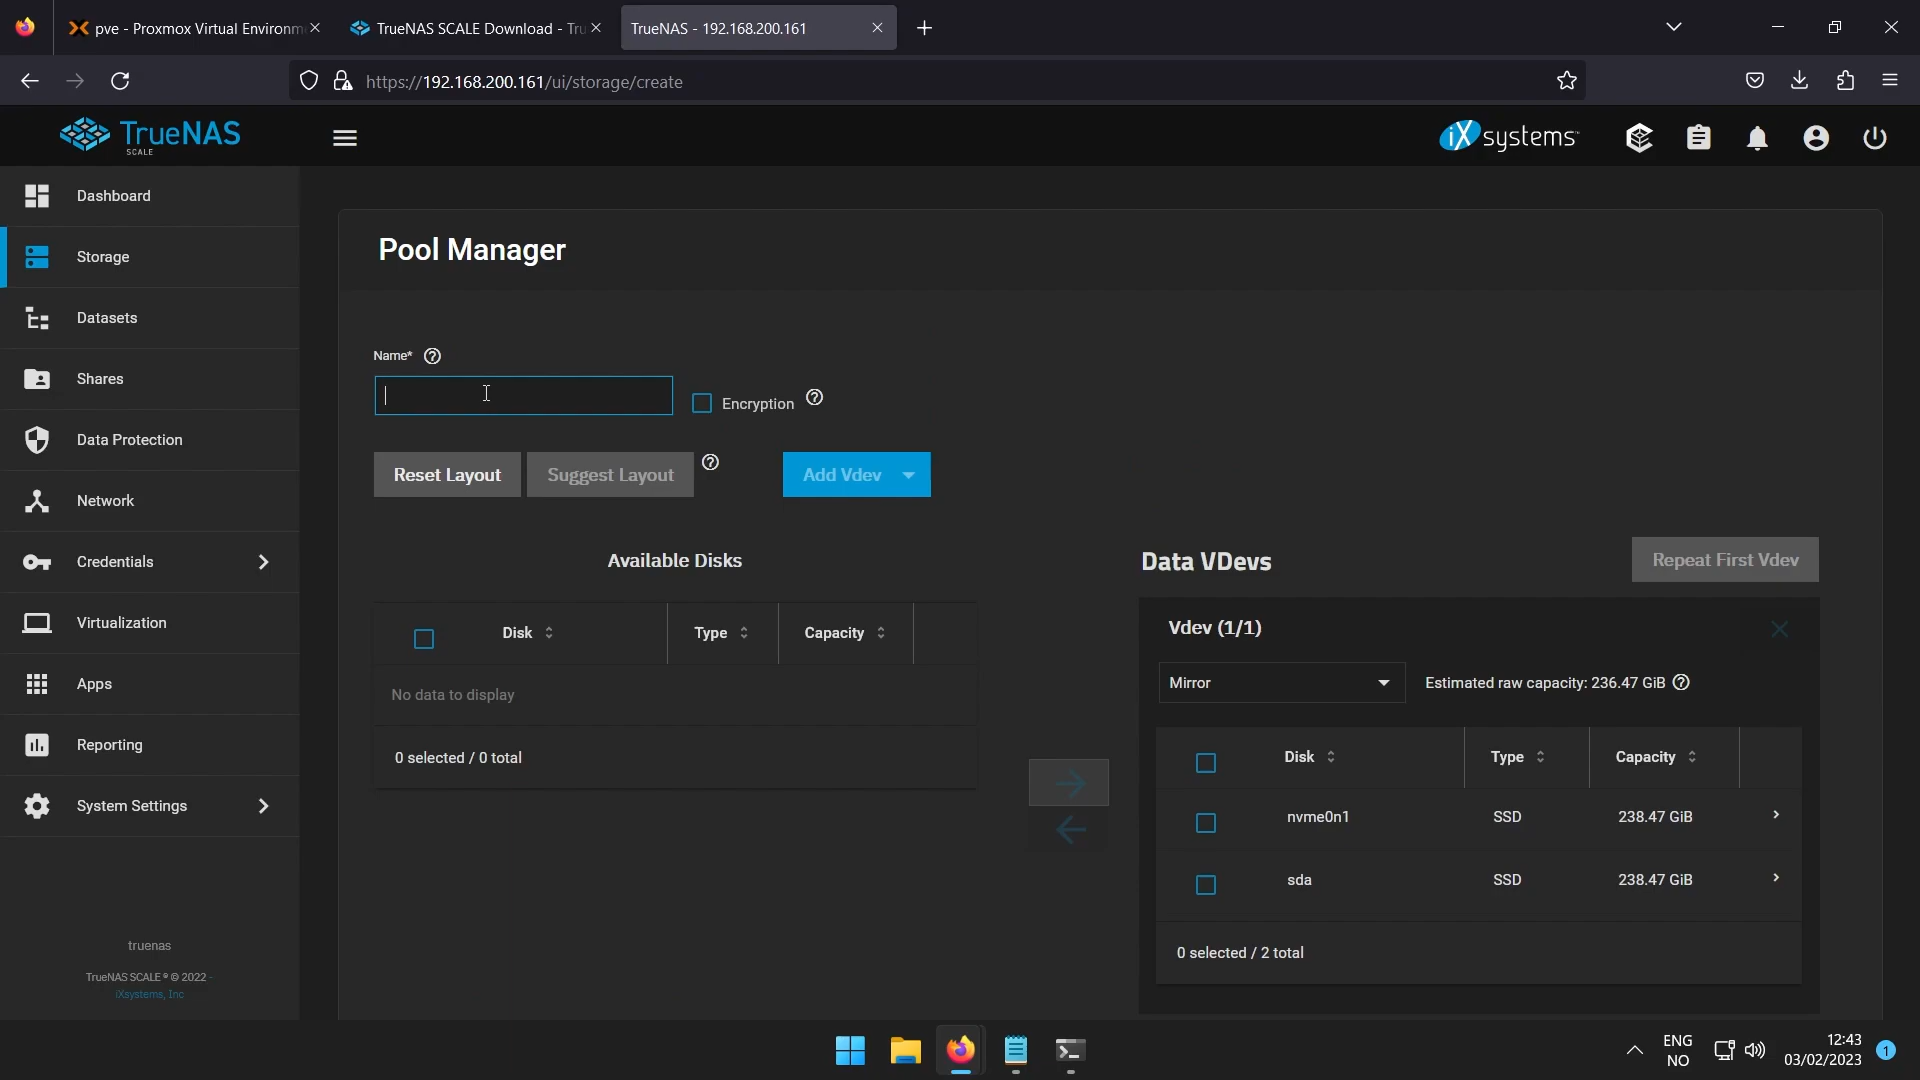 pve - Proxmox Virtual Environm
TrueNAS SCALE Download - Tru
TrueNAS - 192.168.200.161
https://192.168.200.161/ui/storage/create
TrueNAS
SCALE
iXsystems
Dashboard
Storage
Datasets
Shares
Data Protection
Network
Credentials
Virtualization
Apps
Reporting
System Settings
truenas
TrueNAS SCALE ® © 2022 -
iXsystems, Inc
Pool Manager
Name*
Encryption
Reset Layout
Suggest Layout
Add Vdev
Available Disks
Disk
Type
Capacity
No data to display
0 selected / 0 total
Data VDevs
Repeat First Vdev
Vdev (1/1)
Mirror
Estimated raw capacity: 236.47 GiB
Disk
Type
Capacity
nvme0n1
SSD
238.47 GiB
sda
SSD
238.47 GiB
0 selected / 2 total
ENG
NO
12:43
03/02/2023
1